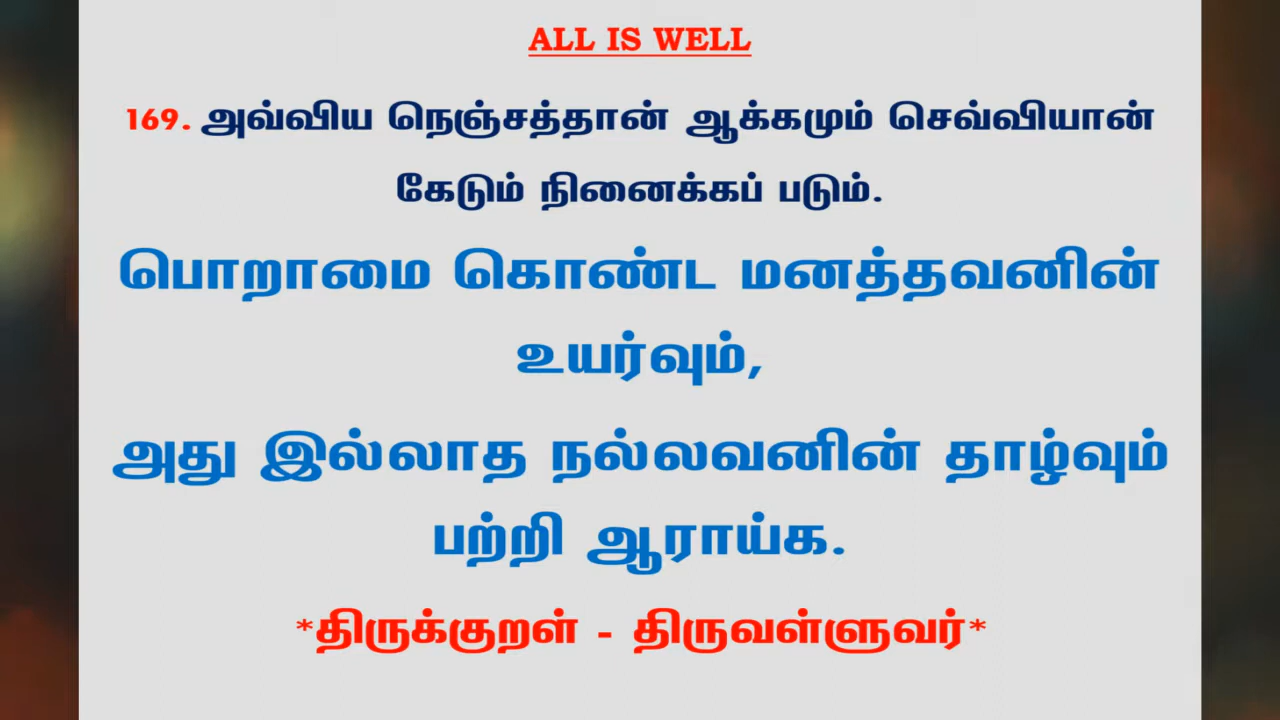 ALL IS WELL
169. அவ்விய நெஞ்சத்தான் ஆக்கமும் செவ்வியான்
கேடும் நினைக்கப் படும்.
பொறாமை கொண்ட மனத்தவனின்
உயர்வும்,
அது இல்லாத நல்லவனின் தாழ்வும்
பற்றி ஆராய்க.
*திருக்குறள் - திருவள்ளுவர்*